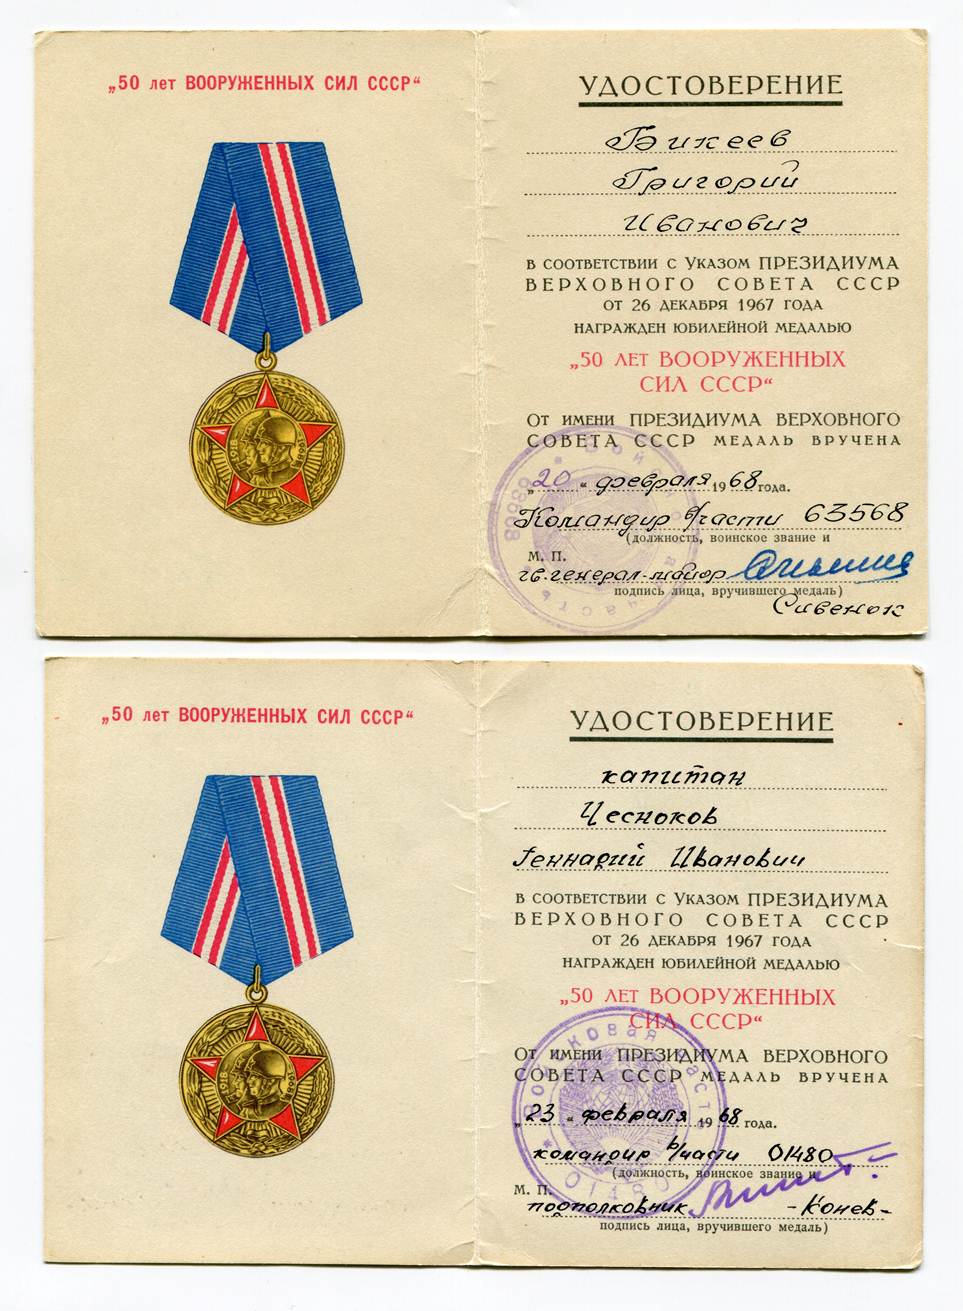 „50 лет ВООРУЖЕННЫХ СИЛ СССР“
УДОСТОВЕРЕНИЕ
Бикеев
Григорий
Иванович
В СООТВЕТСТВИИ С УКАЗОМ ПРЕЗИДИУМА
ВЕРХОВНОГО СОВЕТА СССР
ОТ 26 ДЕКАБРЯ 1967 ГОДА
НАГРАЖДЕН ЮБИЛЕЙНОЙ МЕДАЛЬЮ
„50 ЛЕТ ВООРУЖЕННЫХ
СИЛ СССР“
ОТ ИМЕНИ ПРЕЗИДИУМА ВЕРХОВНОГО
СОВЕТА СССР МЕДАЛЬ ВРУЧЕНА
„20“ февраля 1968 года.
Командир в/части 63568
(должность, воинское звание и
М. П.
гв. генерал-майор
подпись лица, вручившего медаль)
Сивенок
„50 лет ВООРУЖЕННЫХ СИЛ СССР“
УДОСТОВЕРЕНИЕ
капитан
Чесноков
Геннадий Иванович
В СООТВЕТСТВИИ С УКАЗОМ ПРЕЗИДИУМА
ВЕРХОВНОГО СОВЕТА СССР
ОТ 26 ДЕКАБРЯ 1967 ГОДА
НАГРАЖДЕН ЮБИЛЕЙНОЙ МЕДАЛЬЮ
„50 ЛЕТ ВООРУЖЕННЫХ
СИЛ СССР“
ОТ ИМЕНИ ПРЕЗИДИУМА ВЕРХОВНОГО
СОВЕТА СССР МЕДАЛЬ ВРУЧЕНА
„23“ февраля 1968 года.
командир в/части 01480
(должность, воинское звание и
М. П.
подполковник -Конев-
подпись лица, вручившего медаль)
Войсковая часть
01480